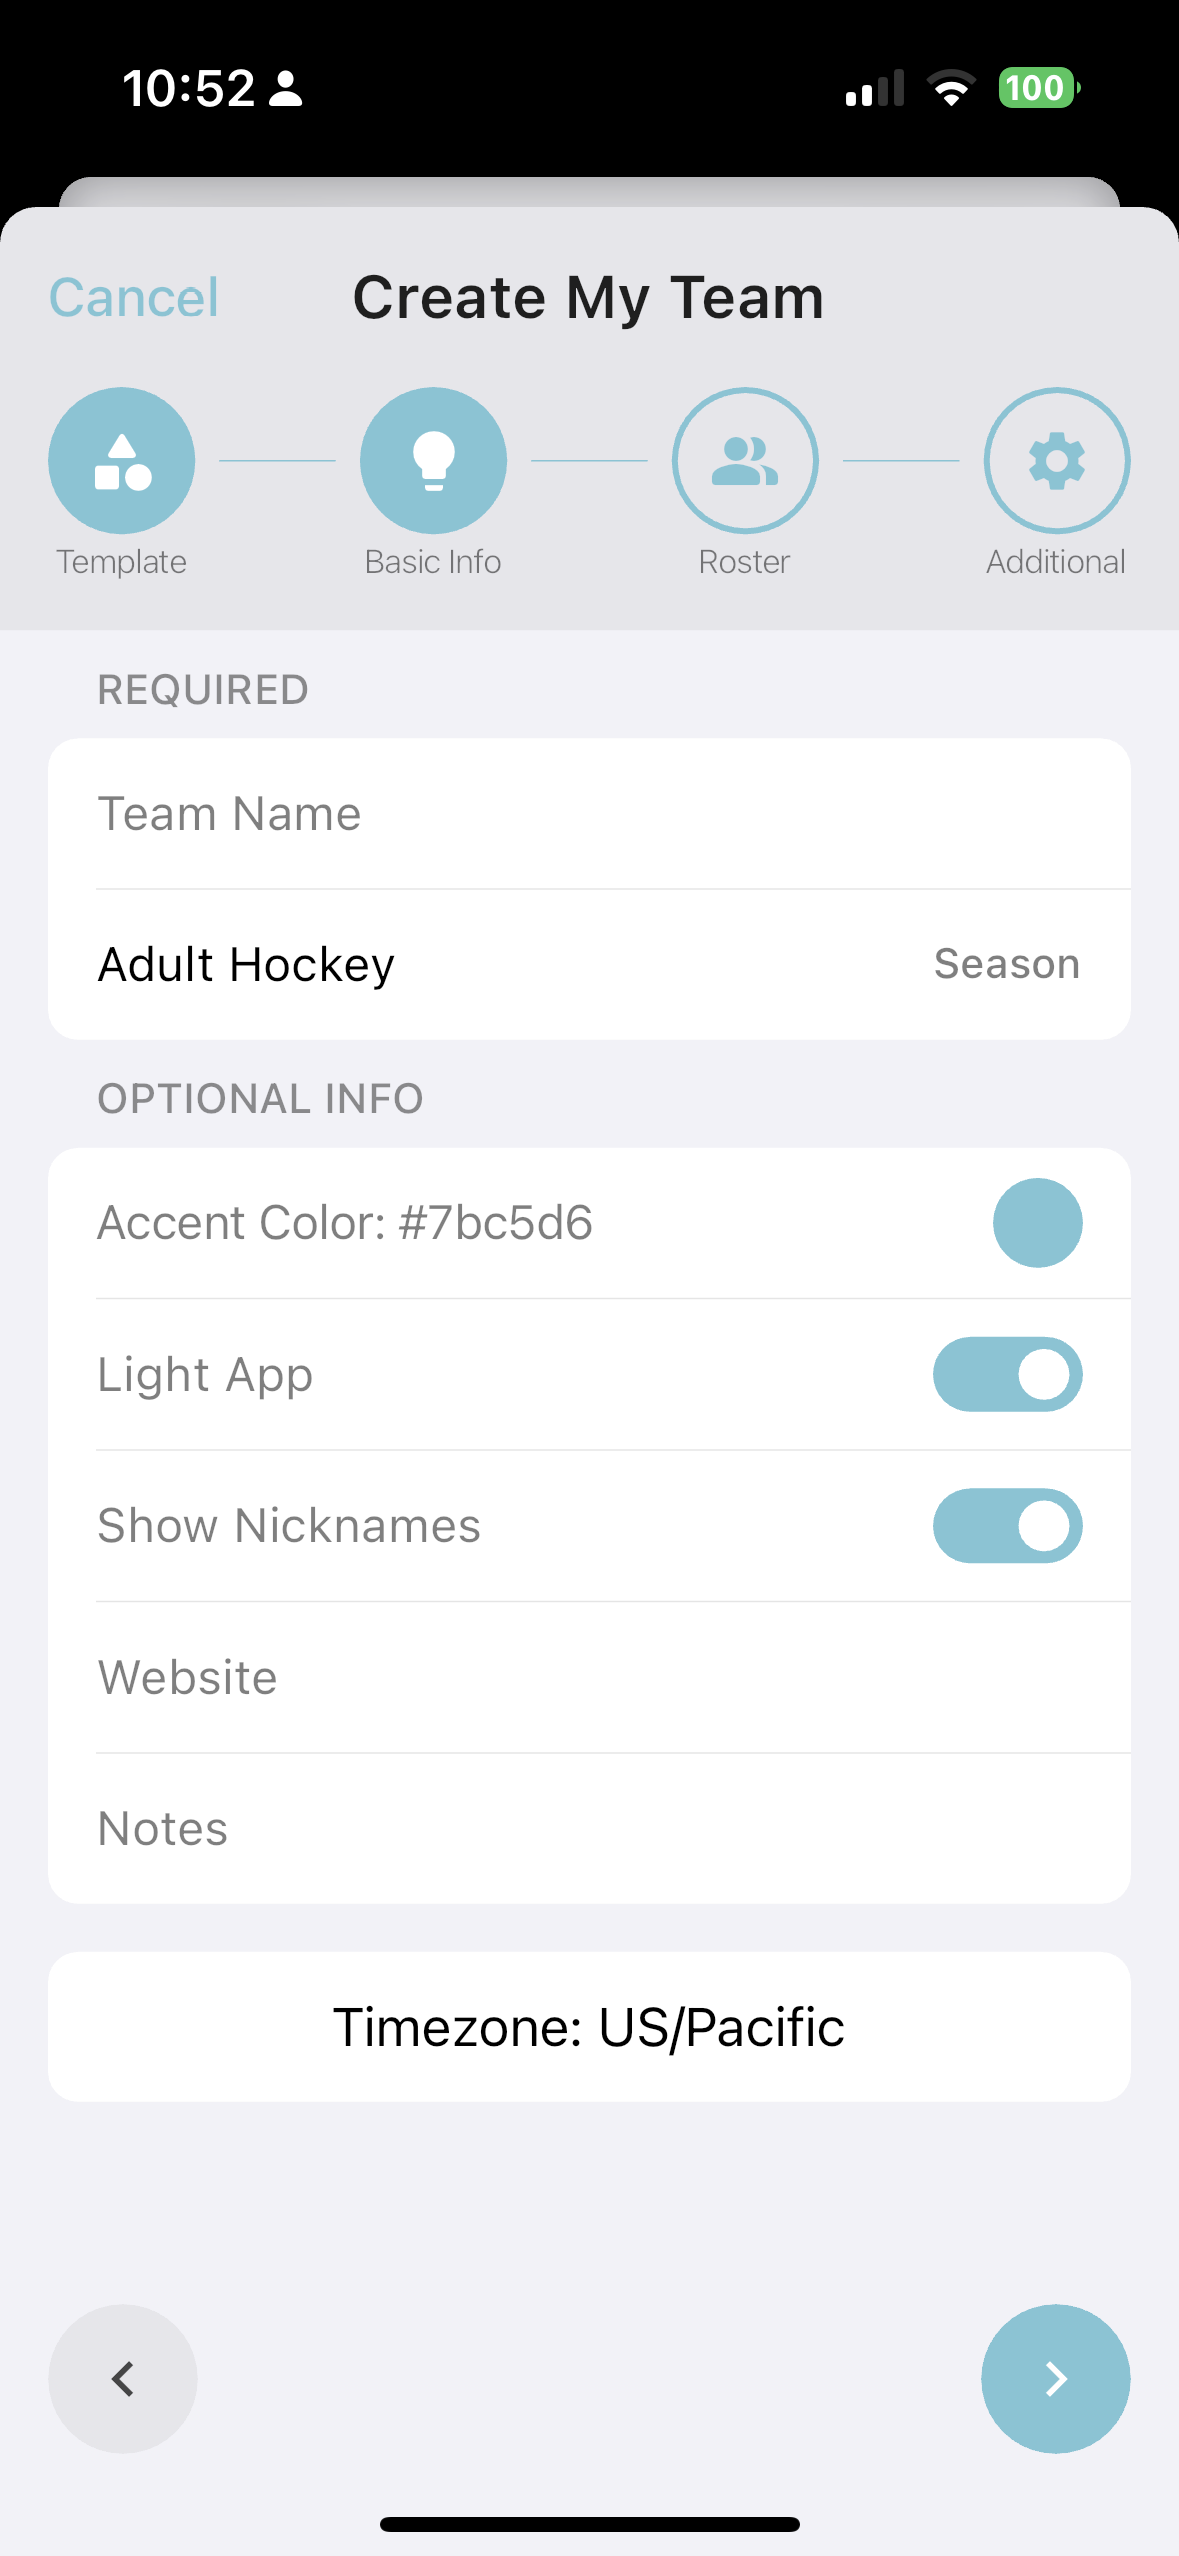 10:52
100
Cancel
Create My Team
Template
Basic Info
Roster
Additional
REQUIRED
Team Name
Adult Hockey Season
OPTIONAL INFO
Accent Color: #7bc5d6
Light App
Show Nicknames
Website
Notes
Timezone: US/Pacific